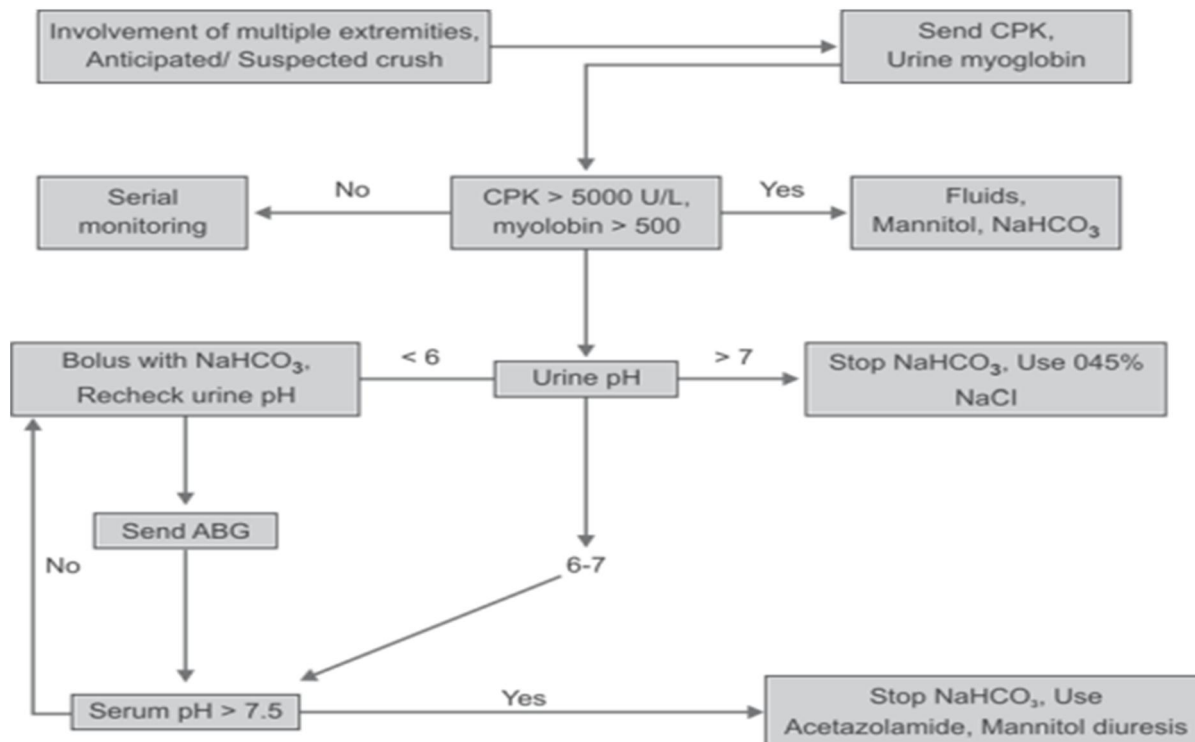 Involvement of multiple extremities,
Anticipated/ Suspected crush
Send CPK,
Urine myoglobin
Serial
monitoring
No
CPK > 5000 U/L,
myolobin > 500
Yes
Fluids,
Mannitol, NaHCO₃
Bolus with NaHCO₃,
Recheck urine pH
< 6
Urine pH
> 7
Stop NaHCO₃, Use 045%
NaCl
Send ABG
No
6-7
Serum pH > 7.5
Yes
Stop NaHCO₃, Use
Acetazolamide, Mannitol diuresis